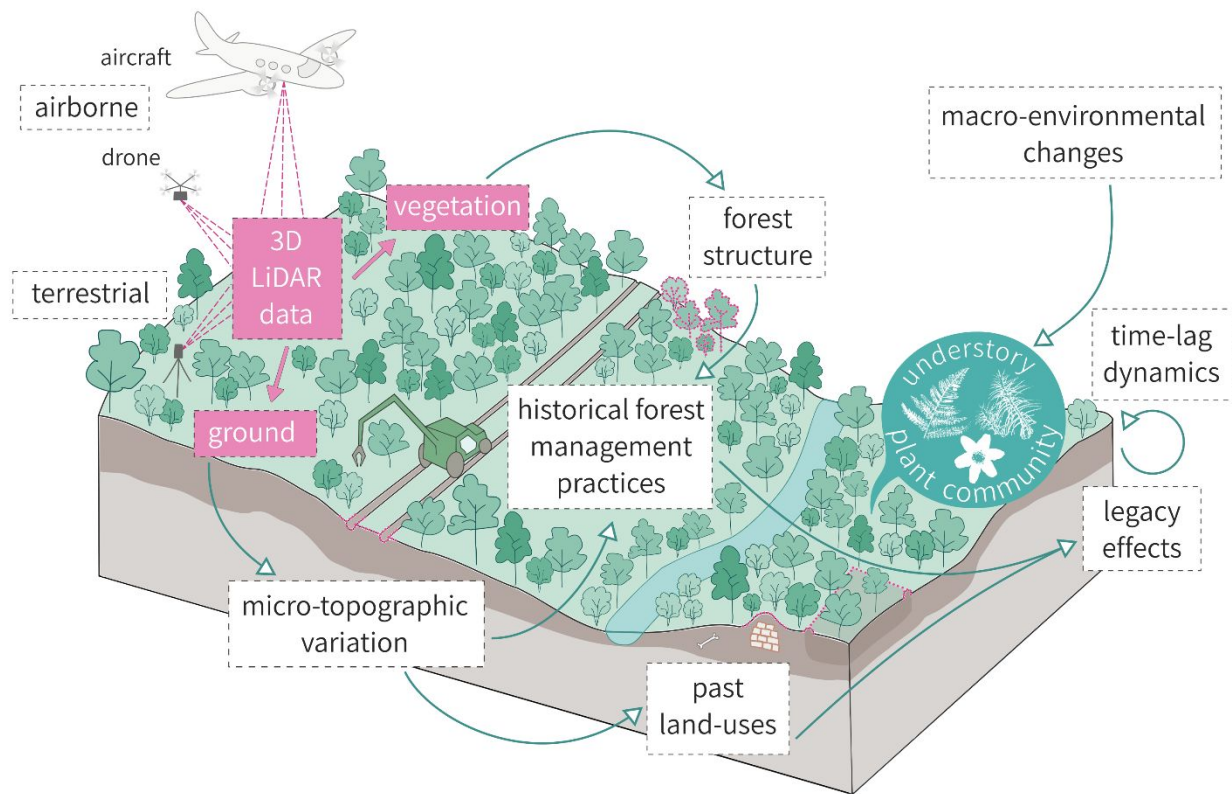 aircraft
airborne
drone
terrestrial
3D
LiDAR
data
vegetation
ground
forest
structure
macro-environmental
changes
understory
plant community
time-lag
dynamics
historical forest
management
practices
legacy
effects
micro-topographic
variation
past
land-uses